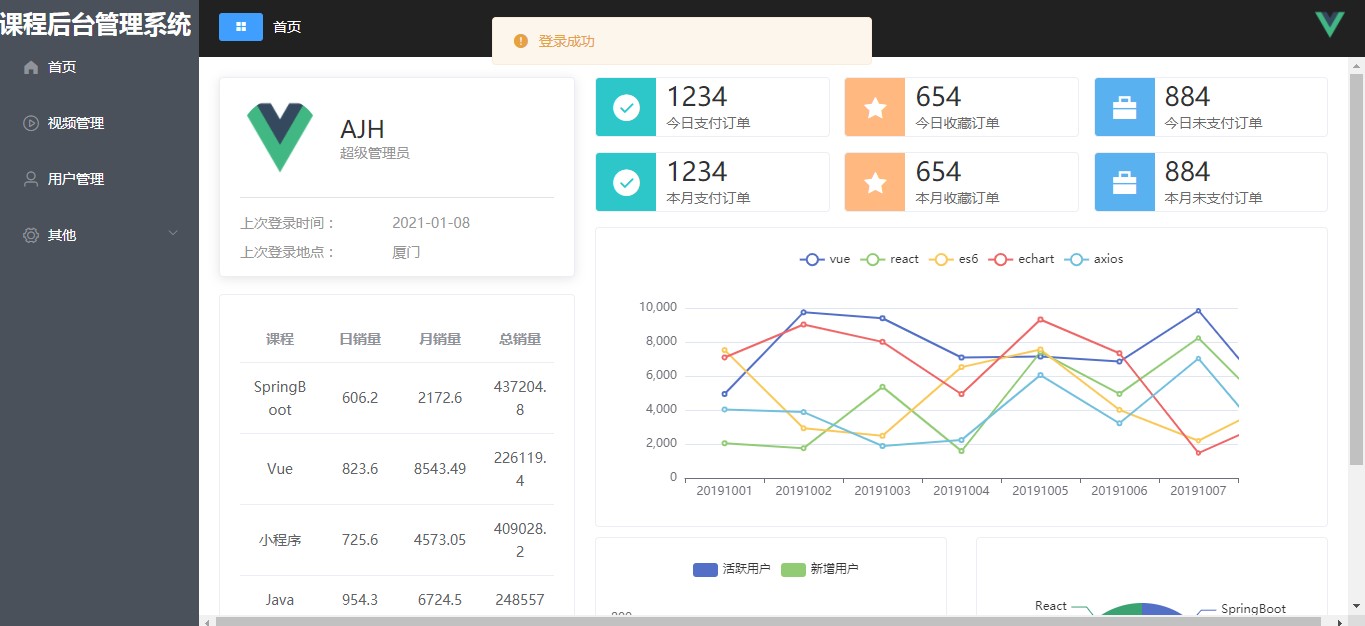 课程后台管理系统
首页
视频管理
用户管理
其他
首页
登录成功
AJH
超级管理员
上次登录时间：
2021-01-08
上次登录地点：
厦门
1234
今日支付订单
654
今日收藏订单
884
今日未支付订单
1234
本月支付订单
654
本月收藏订单
884
本月未支付订单
课程 日销量 月销量 总销量
SpringB
oot
606.2 2172.6 437204.
8
Vue 823.6 8543.49 226119.
4
小程序 725.6 4573.05 409028.
2
Java 954.3 6724.5 248557
vue react es6 echart axios
10,000
8,000
6,000
4,000
2,000
0
20191001 20191002 20191003 20191004 20191005 20191006 20191007
活跃用户 新增用户
React SpringBoot